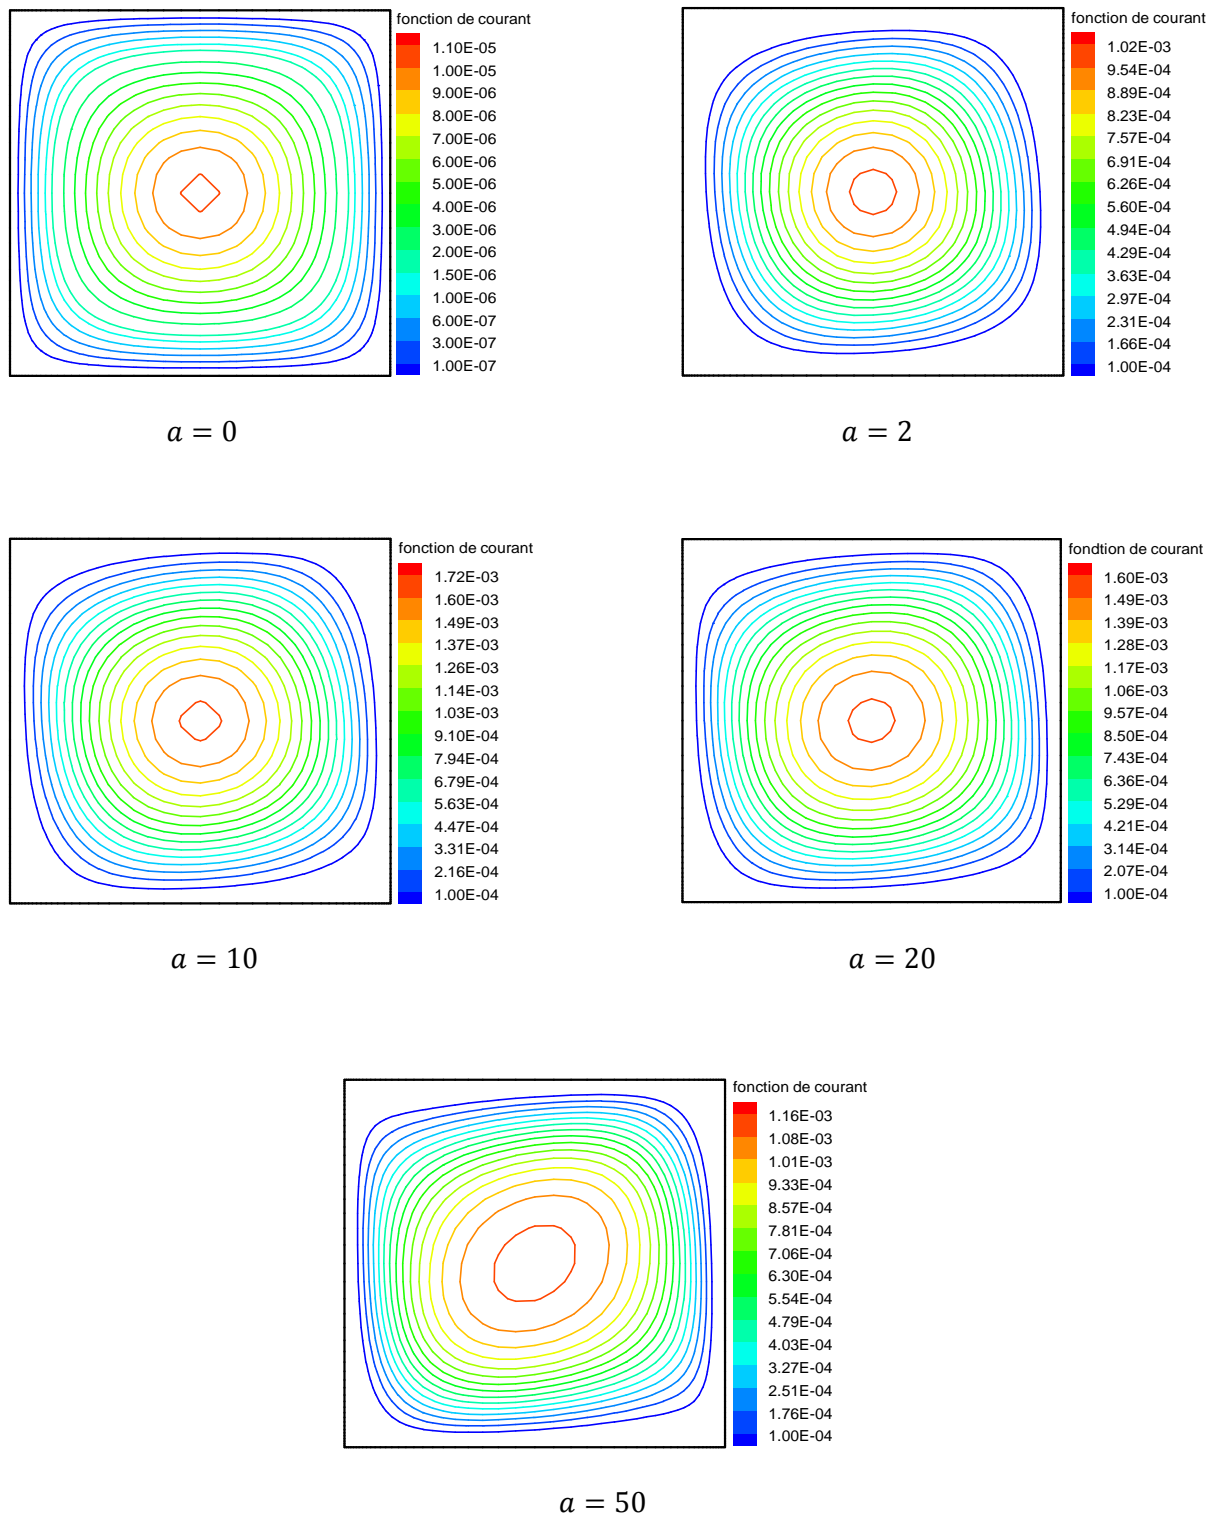 fonction de courant
1.10E-05
1.00E-05
9.00E-06
8.00E-06
7.00E-06
6.00E-06
5.00E-06
4.00E-06
3.00E-06
2.00E-06
1.50E-06
1.00E-06
6.00E-07
3.00E-07
1.00E-07
a = 0
fonction de courant
1.02E-03
9.54E-04
8.89E-04
8.23E-04
7.57E-04
6.91E-04
6.26E-04
5.60E-04
4.94E-04
4.29E-04
3.63E-04
2.97E-04
2.31E-04
1.66E-04
1.00E-04
a = 2
fonction de courant
1.72E-03
1.60E-03
1.49E-03
1.37E-03
1.26E-03
1.14E-03
1.03E-03
9.10E-04
7.94E-04
6.79E-04
5.63E-04
4.47E-04
3.31E-04
2.16E-04
1.00E-04
a = 10
fondtion de courant
1.60E-03
1.49E-03
1.39E-03
1.28E-03
1.17E-03
1.06E-03
9.57E-04
8.50E-04
7.43E-04
6.36E-04
5.29E-04
4.21E-04
3.14E-04
2.07E-04
1.00E-04
a = 20
fonction de courant
1.16E-03
1.08E-03
1.01E-03
9.33E-04
8.57E-04
7.81E-04
7.06E-04
6.30E-04
5.54E-04
4.79E-04
4.03E-04
3.27E-04
2.51E-04
1.76E-04
1.00E-04
a = 50